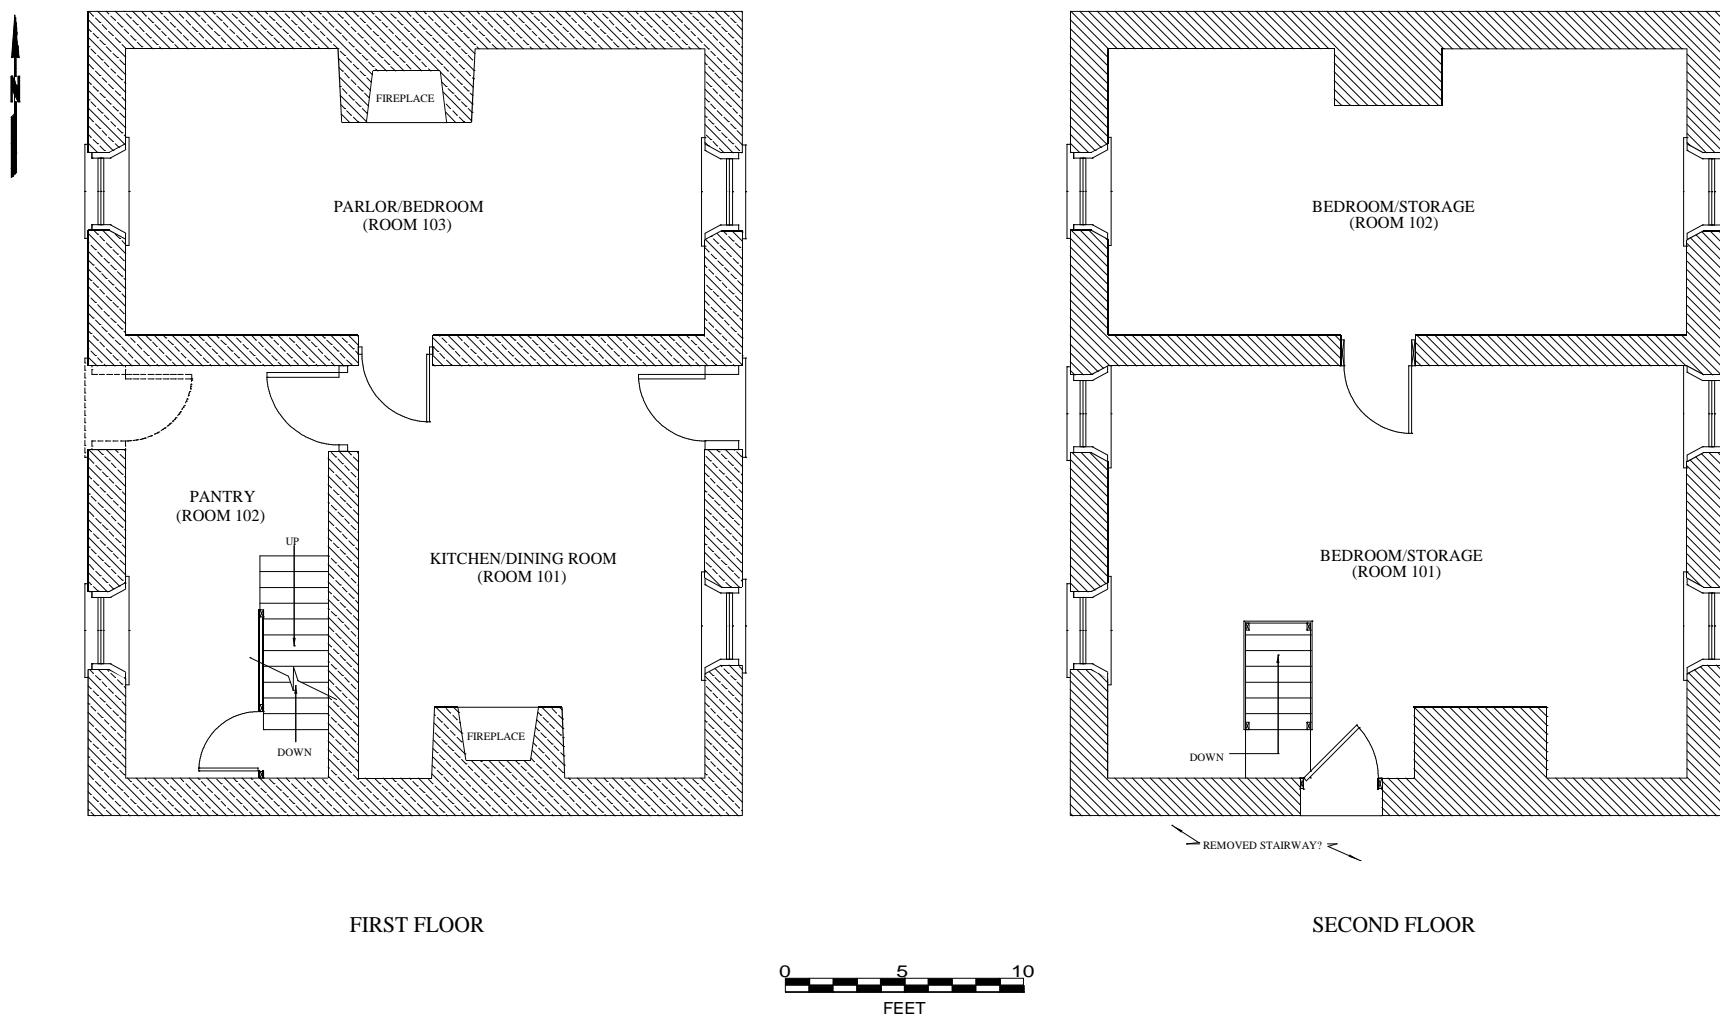 N
FIREPLACE
PARLOR/BEDROOM
(ROOM 103)
PANTRY
(ROOM 102)
UP
KITCHEN/DINING ROOM
(ROOM 101)
FIREPLACE
DOWN
FIRST FLOOR
BEDROOM/STORAGE
(ROOM 102)
BEDROOM/STORAGE
(ROOM 101)
DOWN
REMOVED STAIRWAY?
SECOND FLOOR
0 5 10
FEET